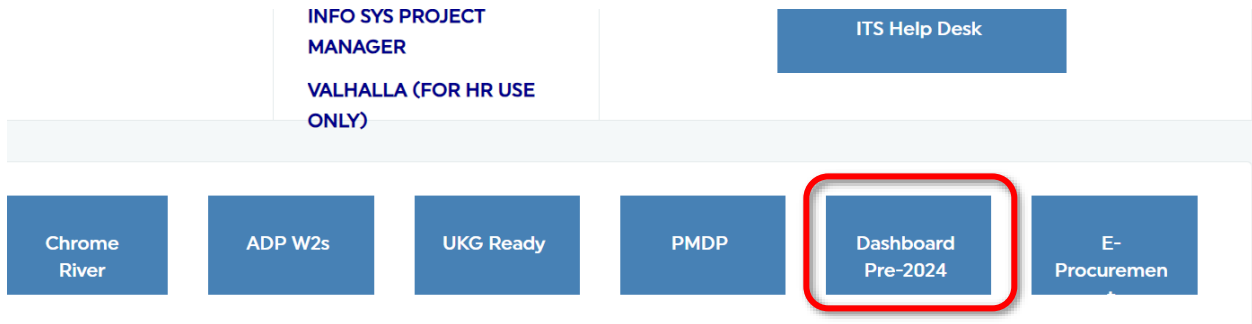 INFO SYS PROJECT
MANAGER
VALHALLA (FOR HR USE
ONLY)
ITS Help Desk
Chrome
River
ADP W2s
UKG Ready
PMDP
Dashboard
Pre-2024
E-
Procuremen